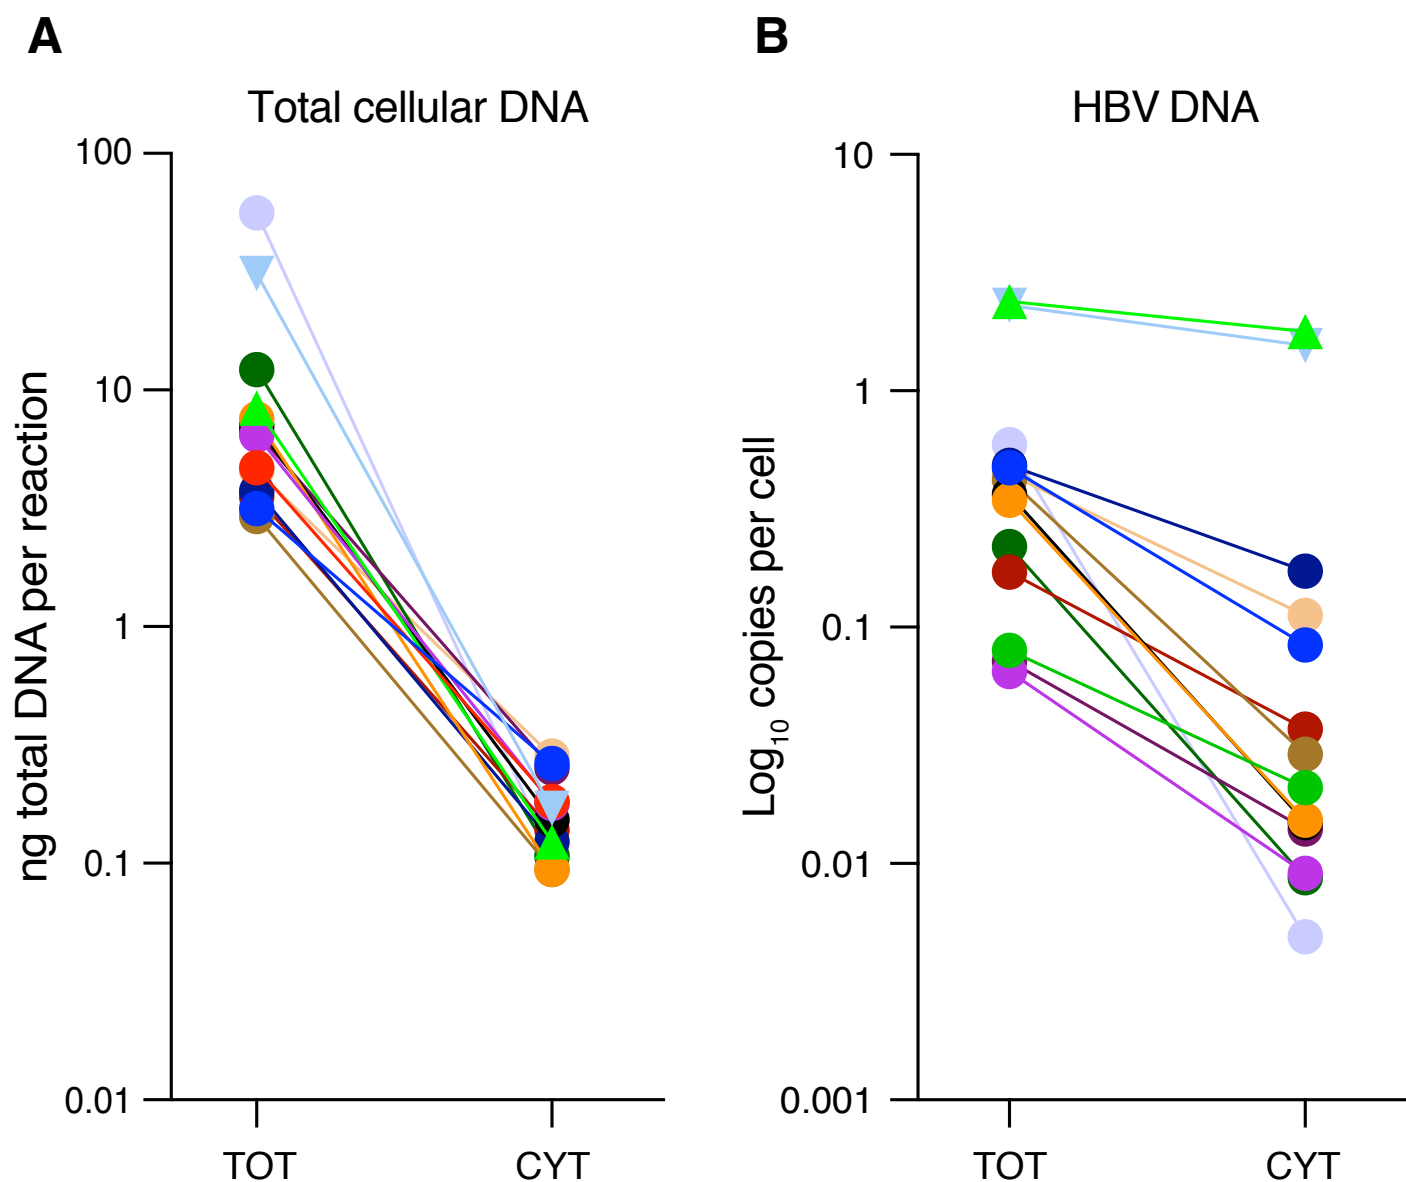 A
Total cellular DNA
ng total DNA per reaction
100
10
1
0.1
0.01
TOT
CYT
B
HBV DNA
Log₁₀ copies per cell
10
1
0.1
0.01
0.001
TOT
CYT